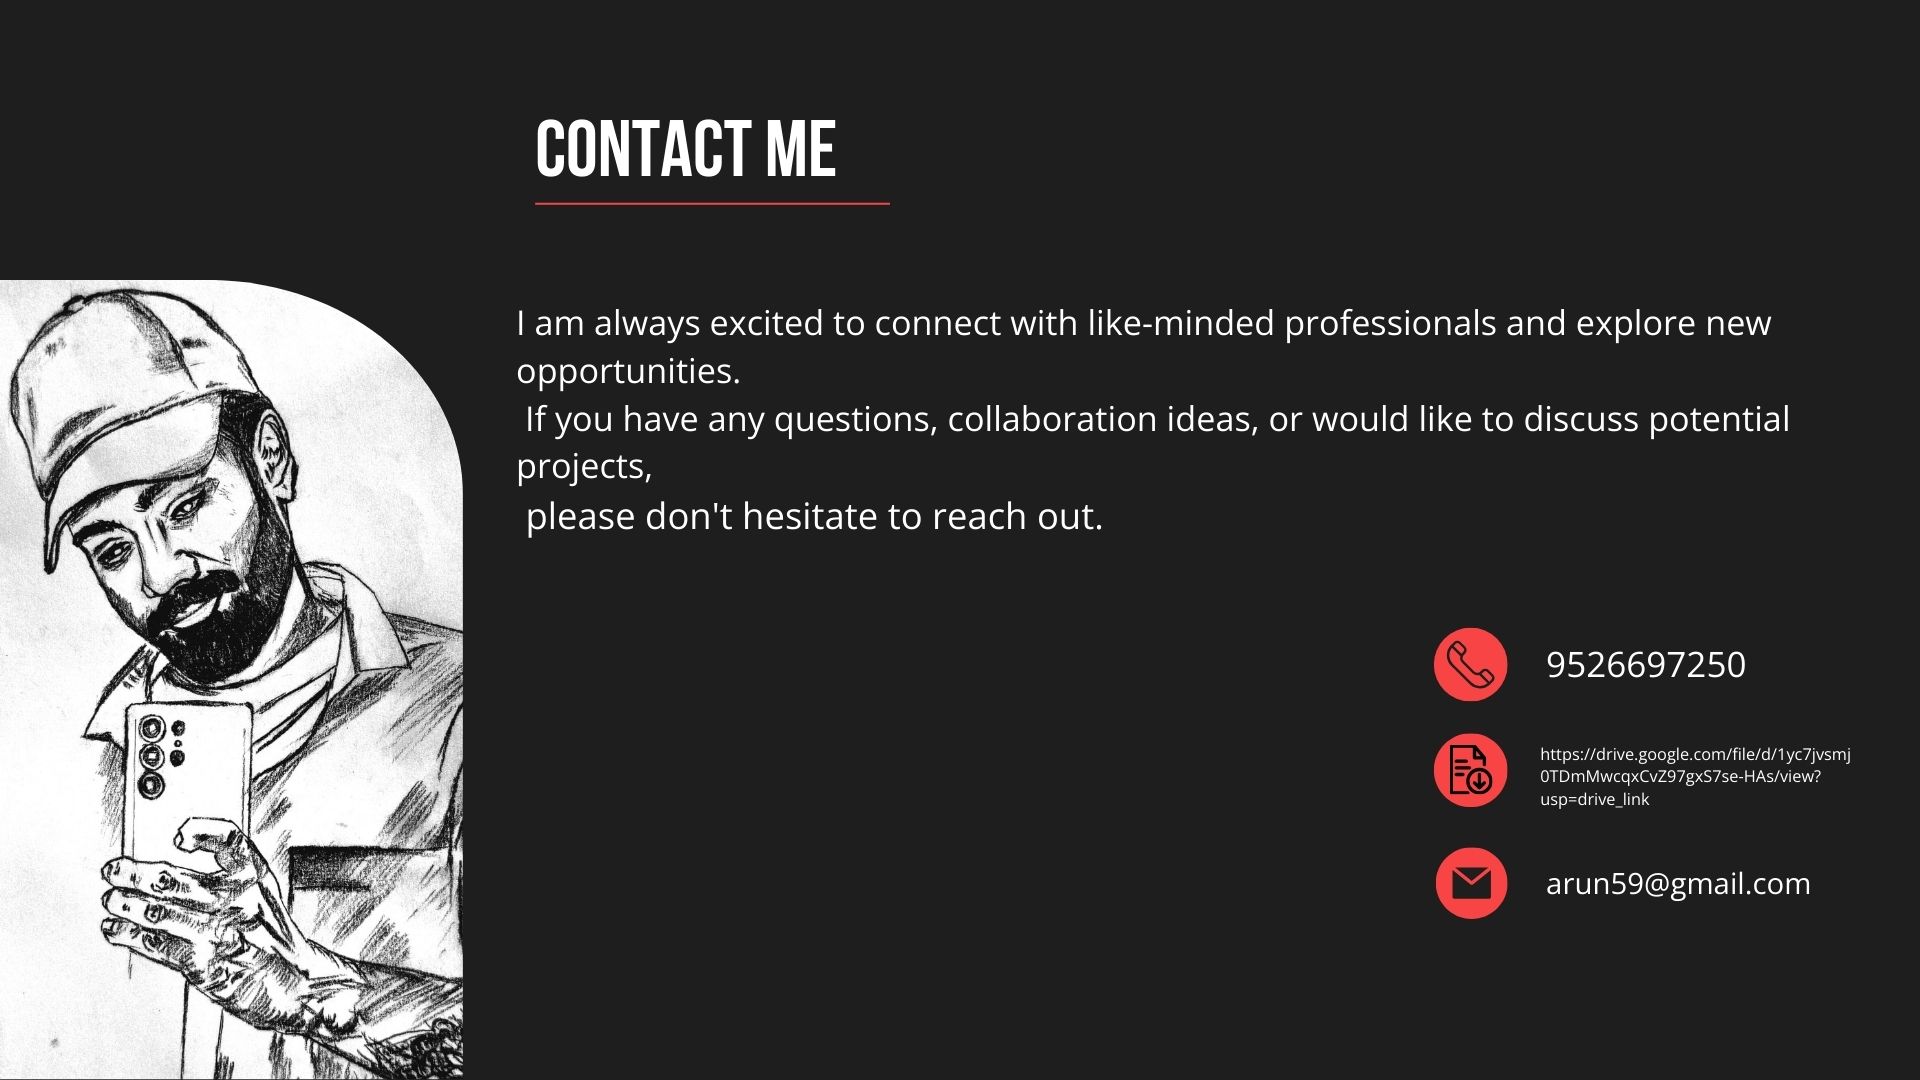 CONTACT ME
I am always excited to connect with like-minded professionals and explore new
opportunities.
If you have any questions, collaboration ideas, or would like to discuss potential
projects,
please don't hesitate to reach out.
9526697250
https://drive.google.com/file/d/1yc7jvsmj
0TDmMwcqxCvZ97gxS7se-HAs/view?
usp=drive_link
arun59@gmail.com